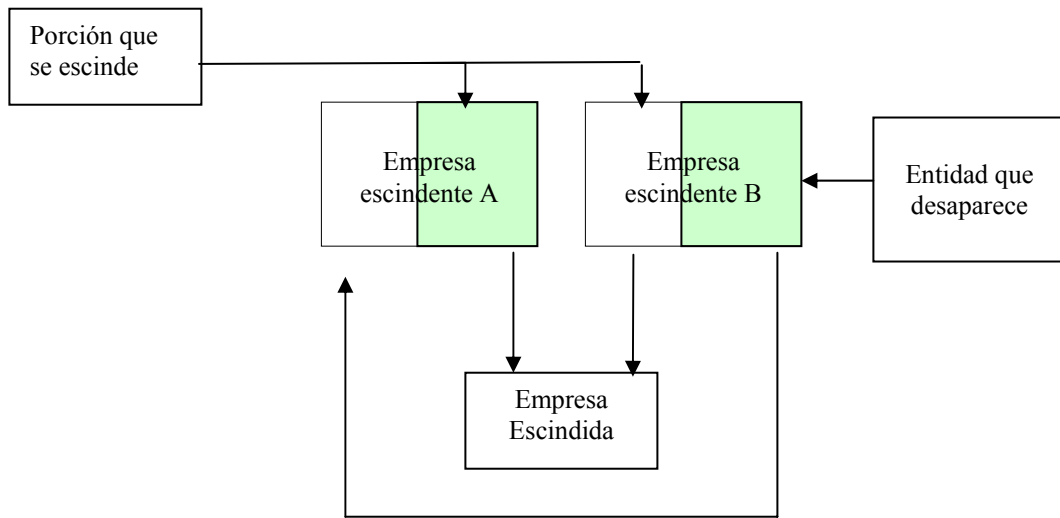 Porción que
se escinde
Empresa
escindente A
Empresa
escindente B
Entidad que
desaparece
Empresa
Escindida